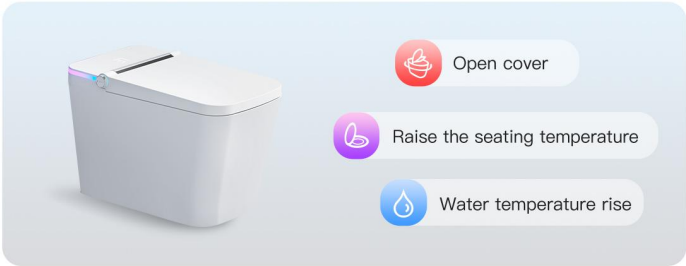 Open cover
Raise the seating temperature
Water temperature rise